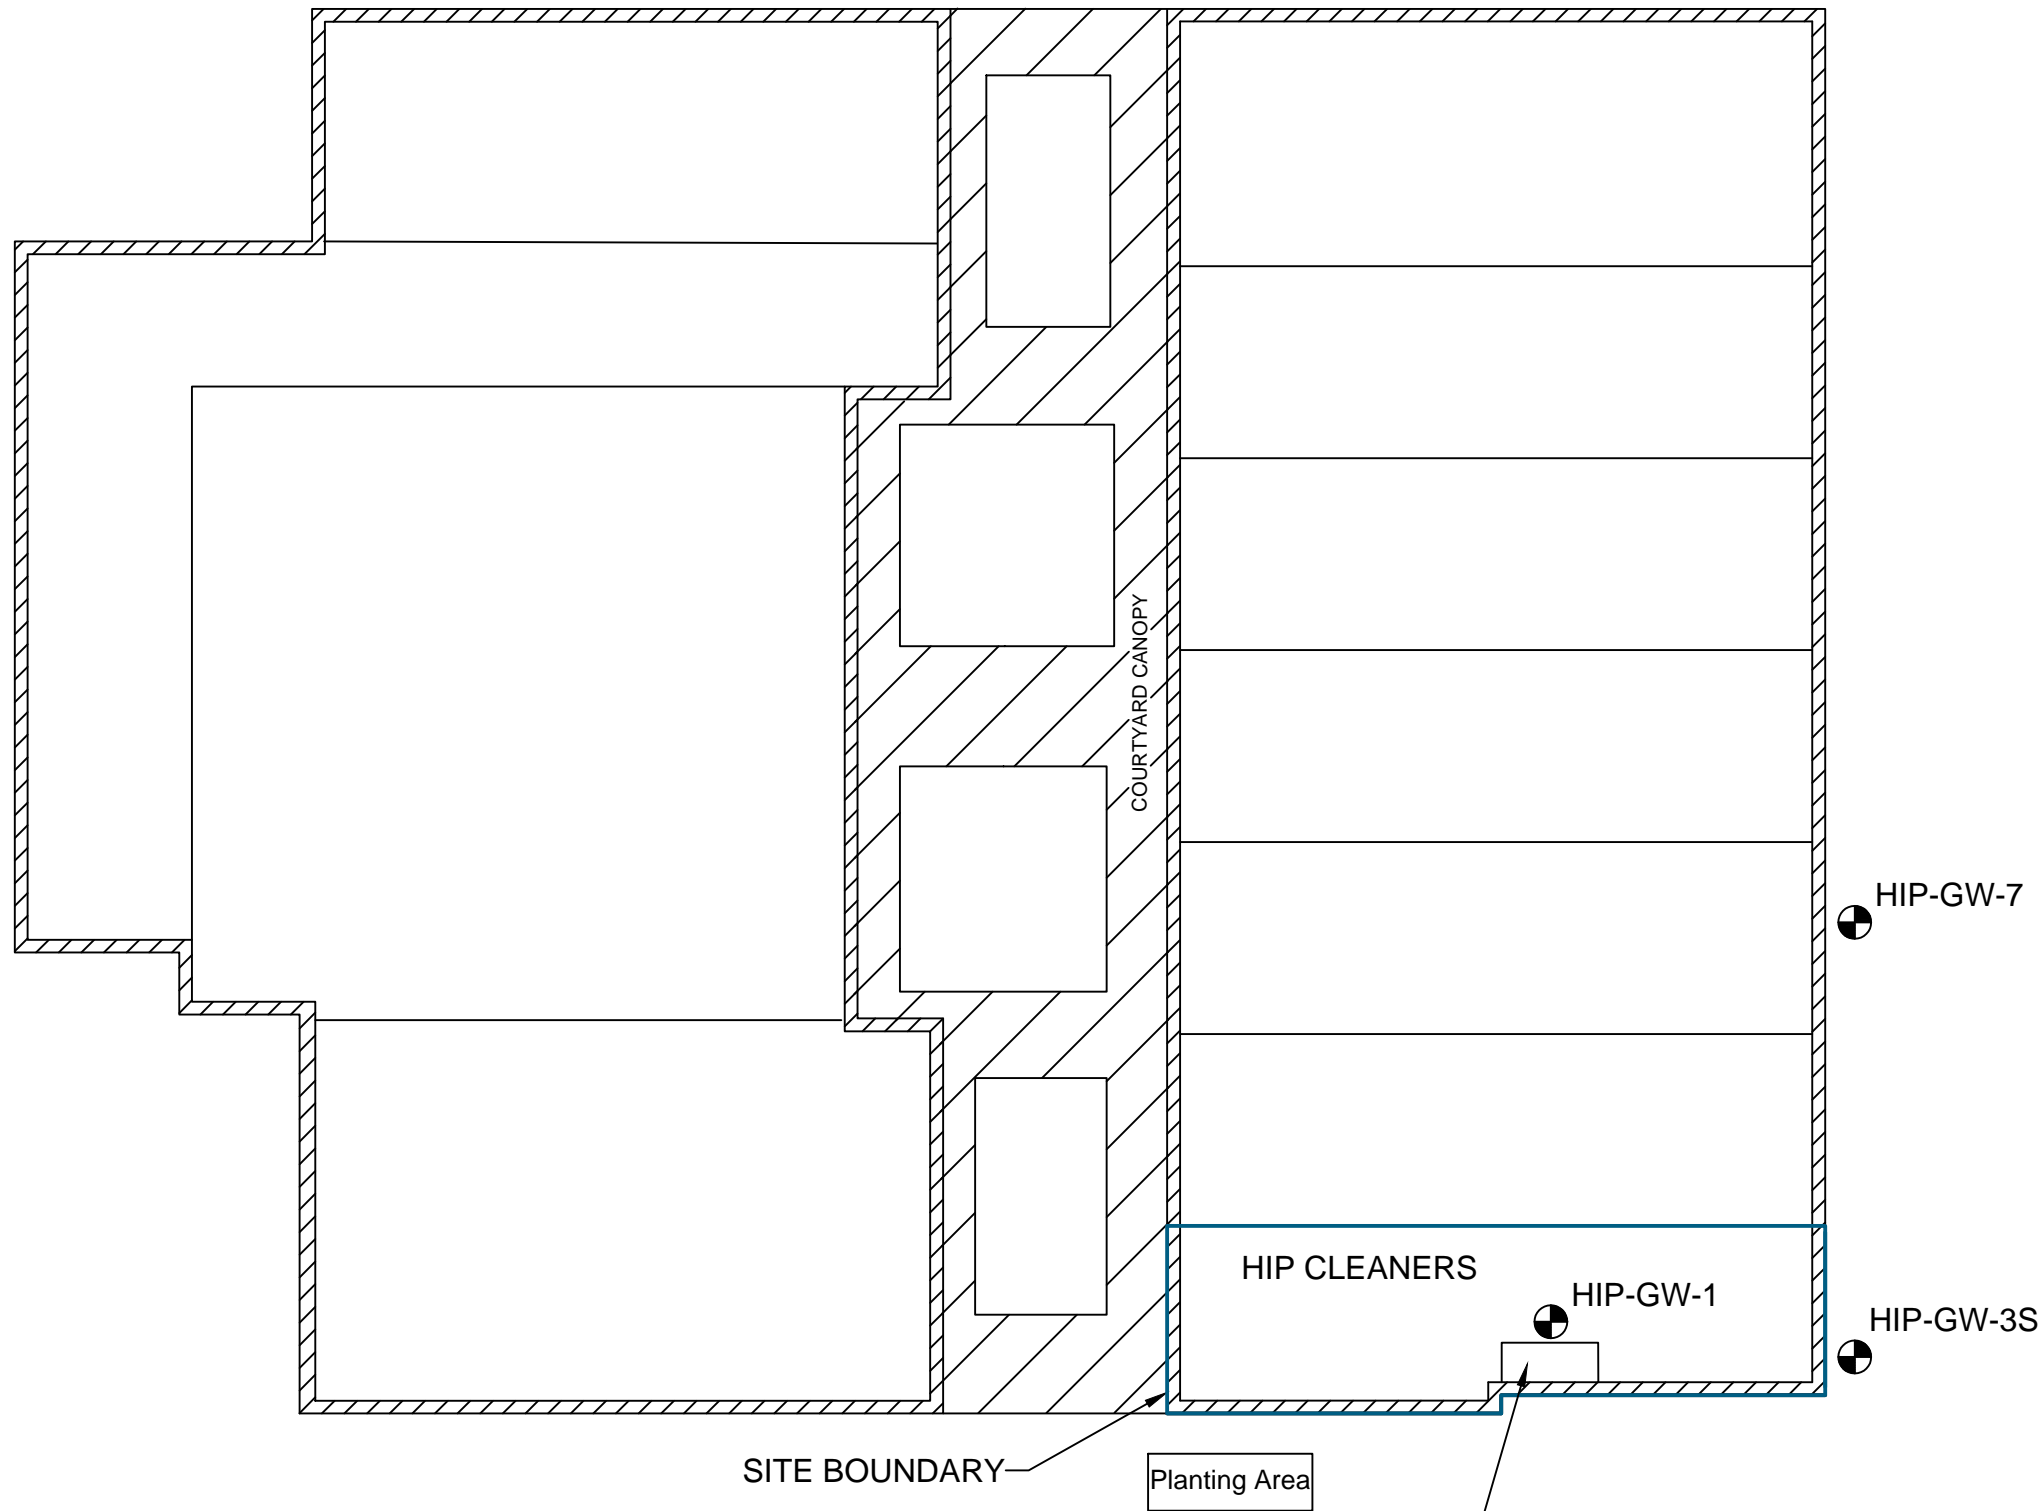 COURTYARD CANOPY
HIP-GW-7
HIP CLEANERS
HIP-GW-1
HIP-GW-3S
SITE BOUNDARY
Planting Area